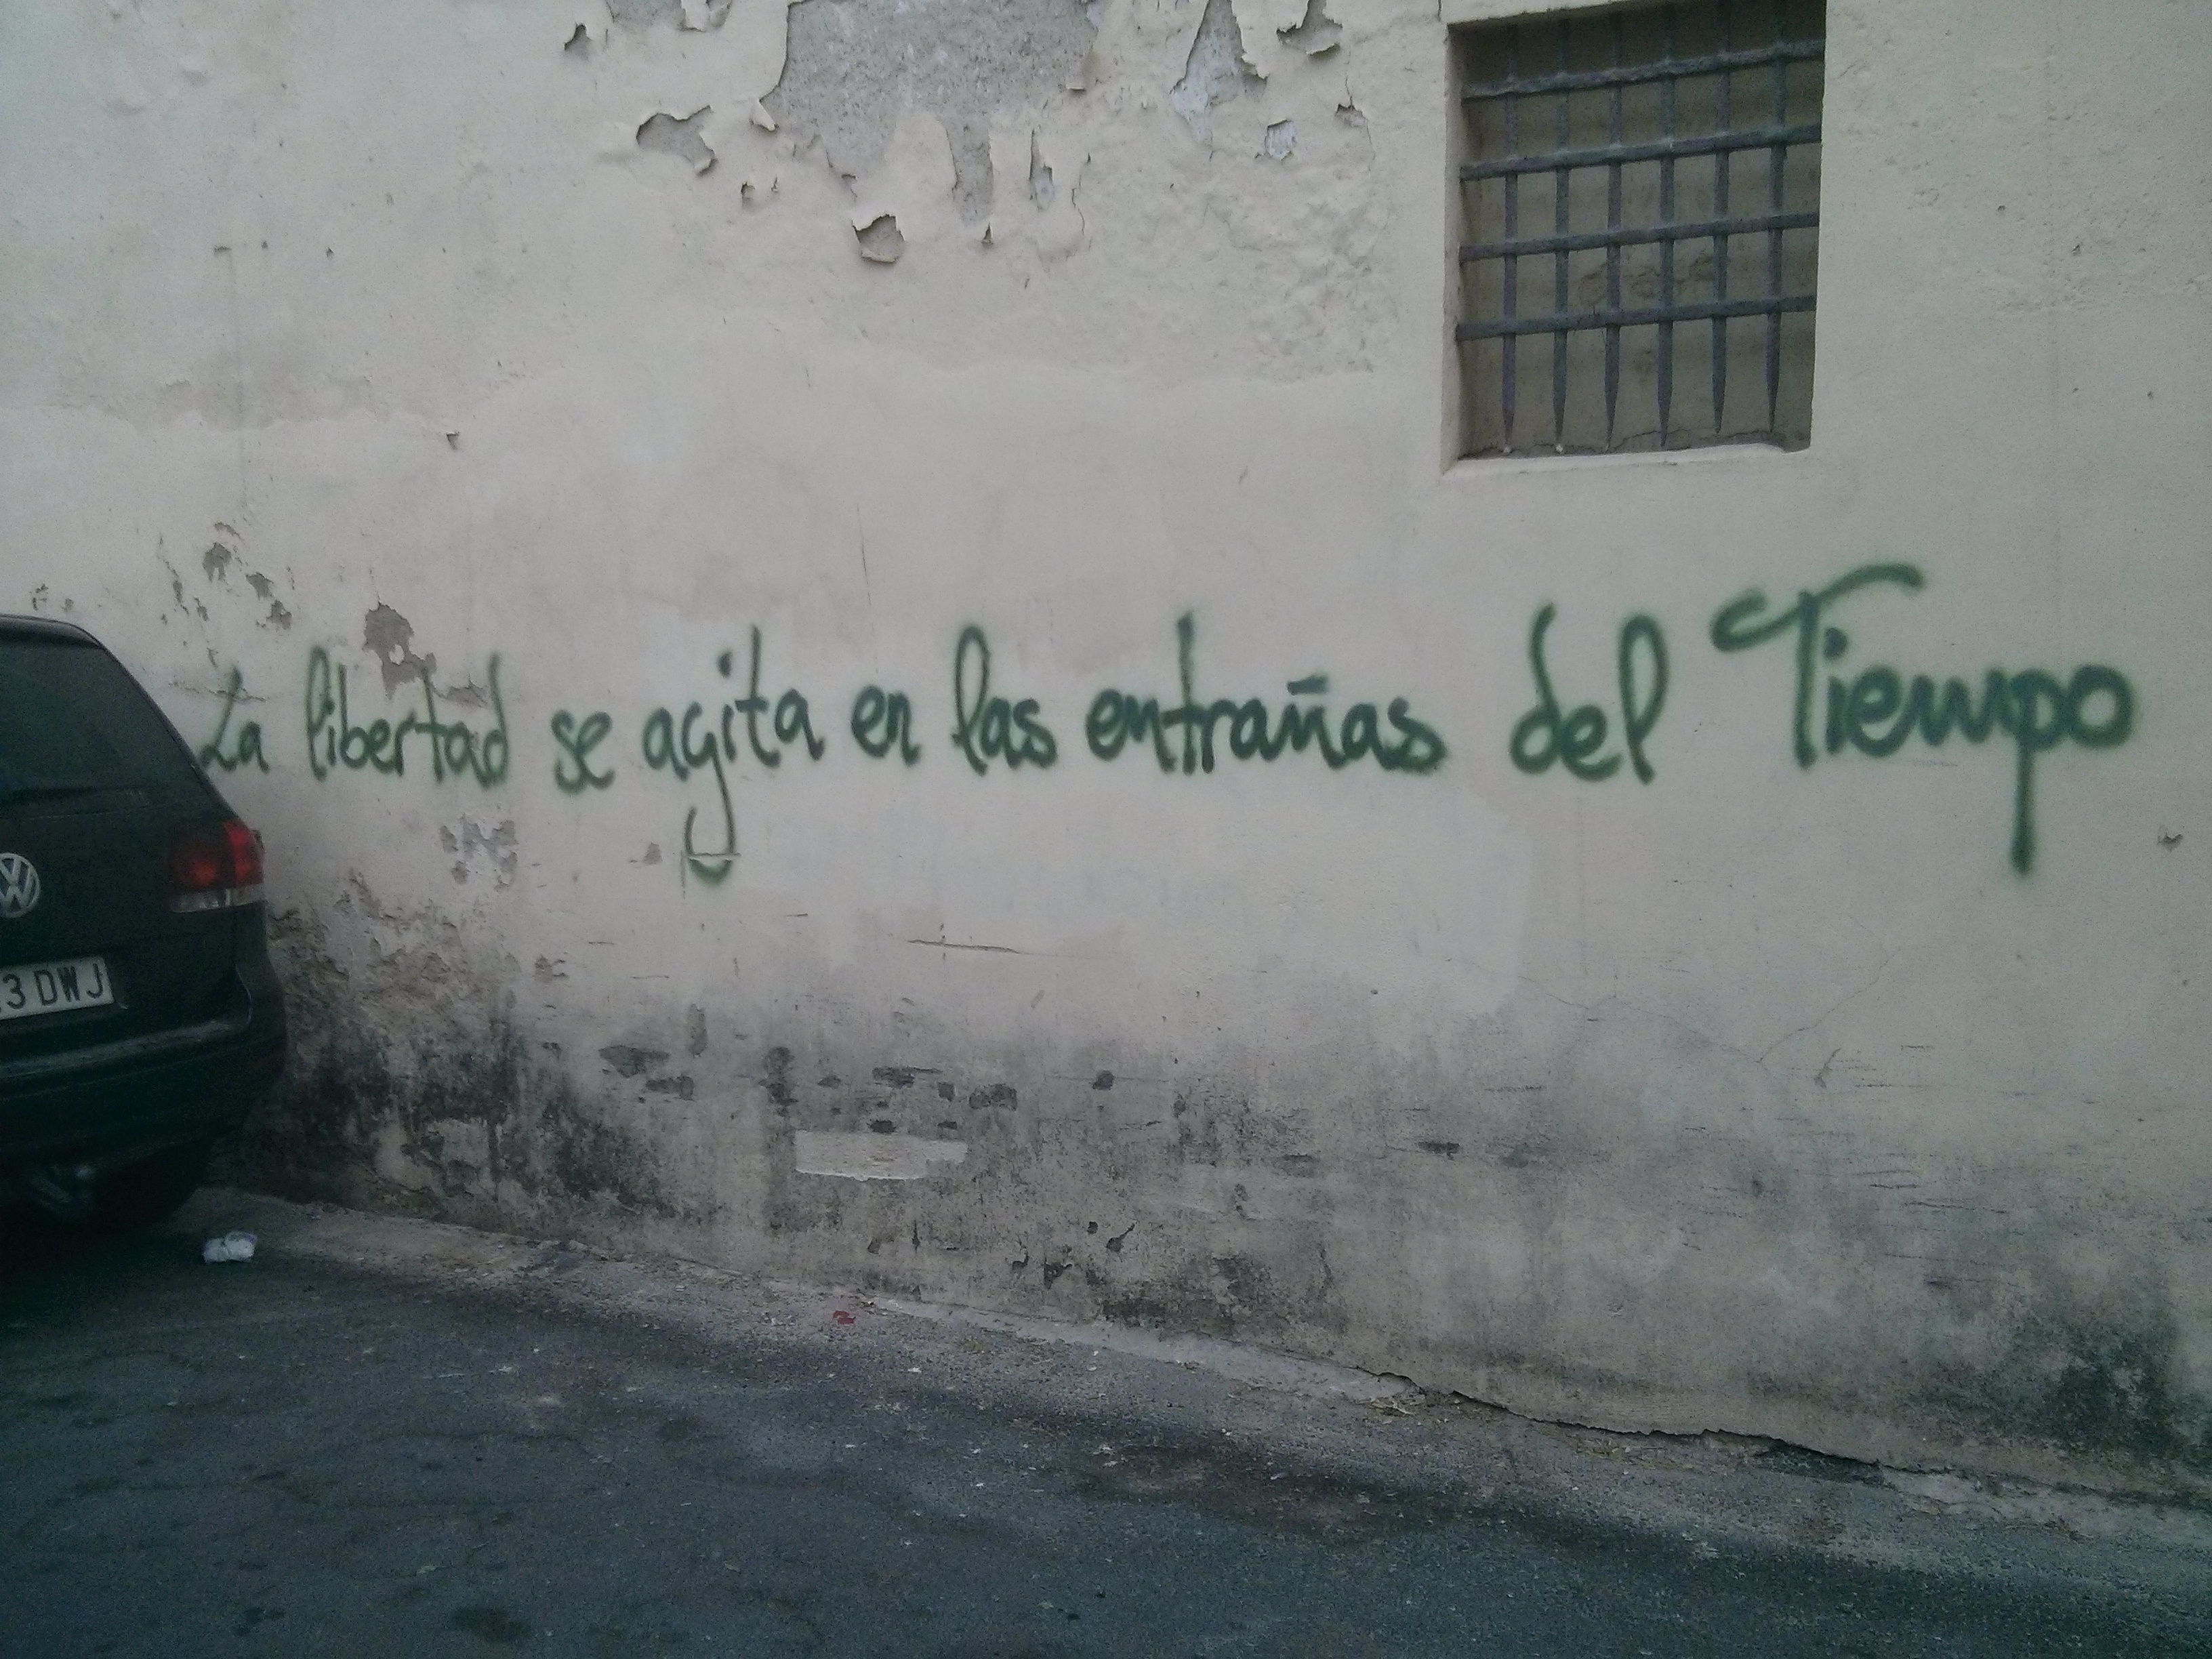 La libertad se agita en las entrañas del Tiempo
3 DWJ